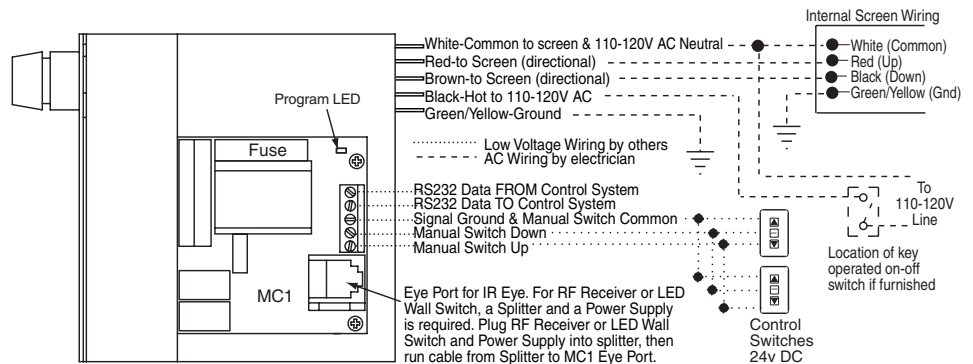 Internal Screen Wiring
White-Common to screen & 110-120V AC Neutral
Red-to Screen (directional)
Brown-to Screen (directional)
Black-Hot to 110-120V AC
Green/Yellow-Ground
White (Common)
Red (Up)
Black (Down)
Green/Yellow (Gnd)
Program LED
Fuse
Low Voltage Wiring by others
AC Wiring by electrician
RS232 Data FROM Control System
RS232 Data TO Control System
Signal Ground & Manual Switch Common
Manual Switch Down
Manual Switch Up
To
110-120V
Line
MC1
Eye Port for IR Eye. For RF Receiver or LED
Wall Switch, a Splitter and a Power Supply
is required. Plug RF Receiver or LED Wall
Switch and Power Supply into splitter, then
run cable from Splitter to MC1 Eye Port.
Control
Switches
24v DC
Location of key
operated on-off
switch if furnished